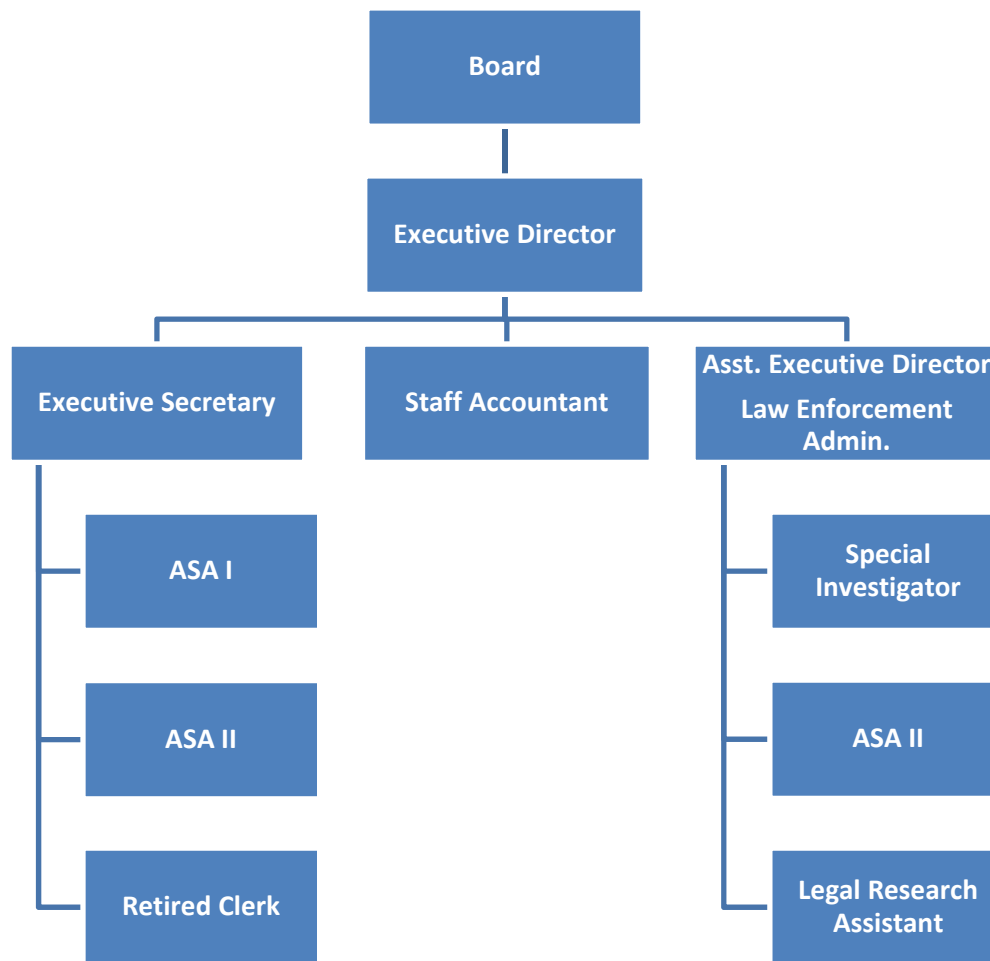 Board
Executive Director
Executive Secretary
Staff Accountant
Asst. Executive Director
Law Enforcement
Admin.
ASA I
Special
Investigator
ASA II
ASA II
Retired Clerk
Legal Research
Assistant